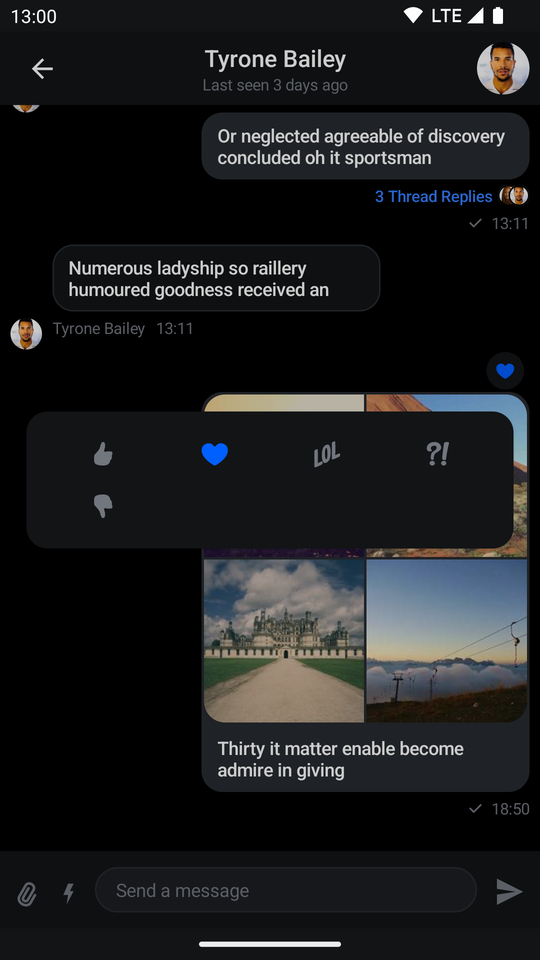 13:00
LTE
Tyrone Bailey
Last seen 3 days ago
Or neglected agreeable of discovery
concluded oh it sportsman
3 Thread Replies
13:11
Numerous ladyship so raillery
humoured goodness received an
Tyrone Bailey 13:11
LOL
?!
Thirty it matter enable become
admire in giving
18:50
Send a message